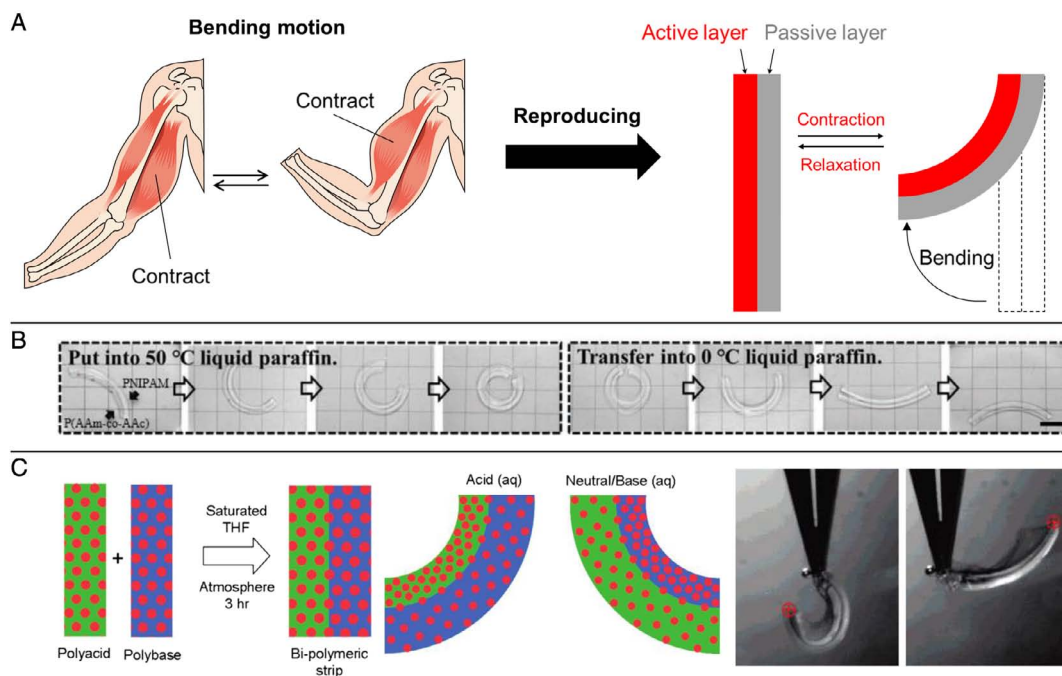 A
Bending motion
Contract
Contract
Reproducing
Active layer
Passive layer
Contraction
Relaxation
Bending
B
Put into 50 °C liquid paraffin.
PNIPAM
P(AAm-co-AAc)
Transfer into 0 °C liquid paraffin.
C
Polyacid
+
Polybase
Saturated
THF
Atmosphere
3 hr
Bi-polymeric
strip
Acid (aq)
Neutral/Base (aq)